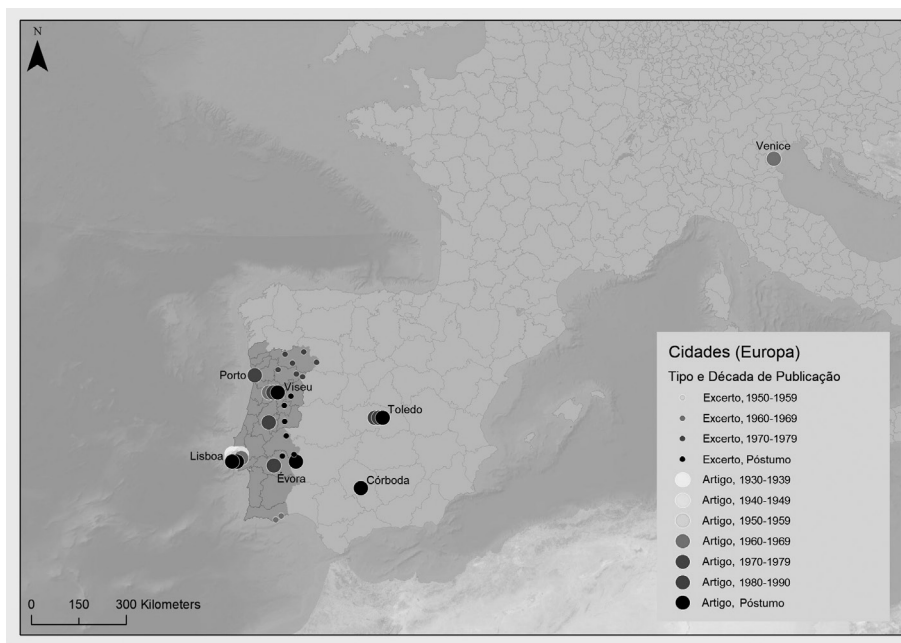 N
Venice
Porto
Viseu
Toledo
Lisboa
Évora
Córboda
Cidades (Europa)
Tipo e Década de Publicação
Excerto, 1950-1959
Excerto, 1960-1969
Excerto, 1970-1979
Excerto, Póstumo
Artigo, 1930-1939
Artigo, 1940-1949
Artigo, 1950-1959
Artigo, 1960-1969
Artigo, 1970-1979
Artigo, 1980-1990
Artigo, Póstumo
0 150 300 Kilometers